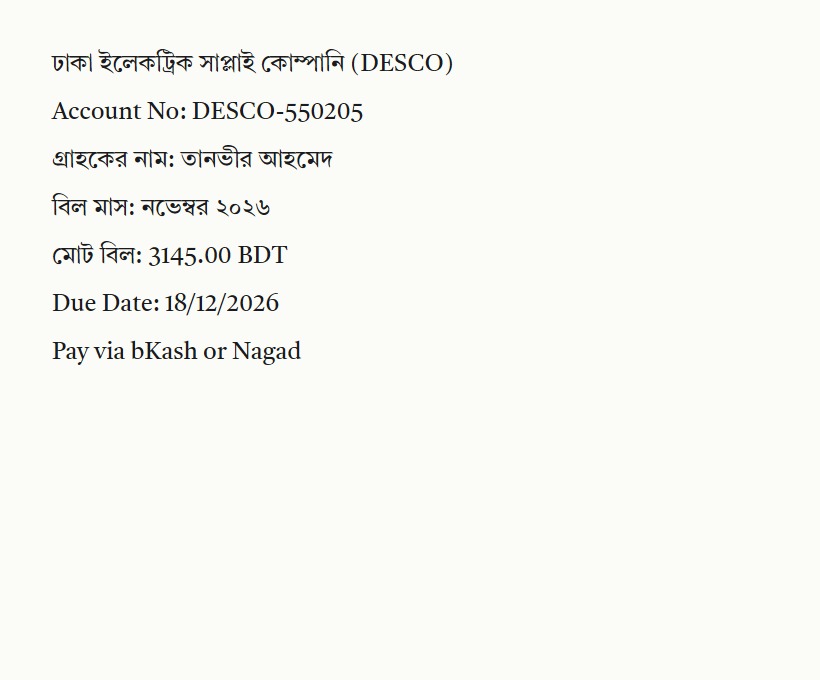 ঢাকা ইলেকট্রিক সাপ্লাই কোম্পানি (DESCO)
Account No: DESCO-550205
গ্রাহকের নাম: তানভীর আহমেদ
বিল মাস: নভেম্বর ২০২৬
মোট বিল: 3145.00 BDT
Due Date: 18/12/2026
Pay via bKash or Nagad